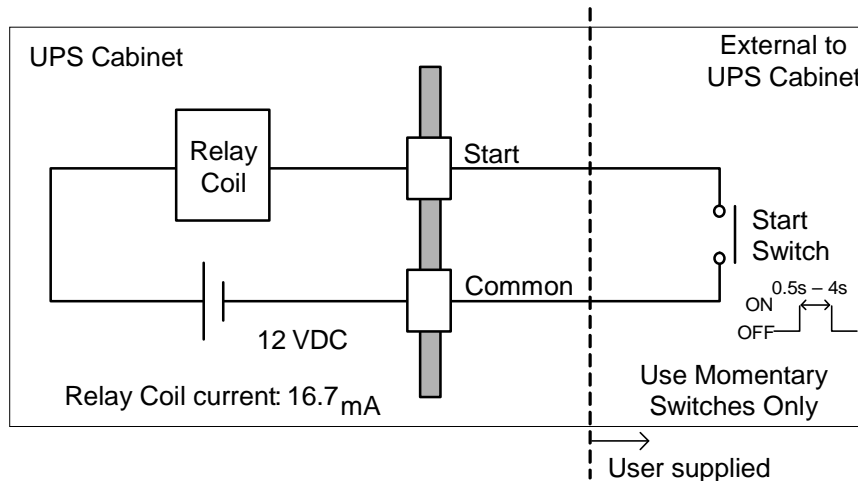 UPS Cabinet
External to
UPS Cabinet
Relay
Coil
Start
Start
Switch
Common
0.5s – 4s
ON
OFF
12 VDC
Relay Coil current: 16.7mA
Use Momentary
Switches Only
User supplied